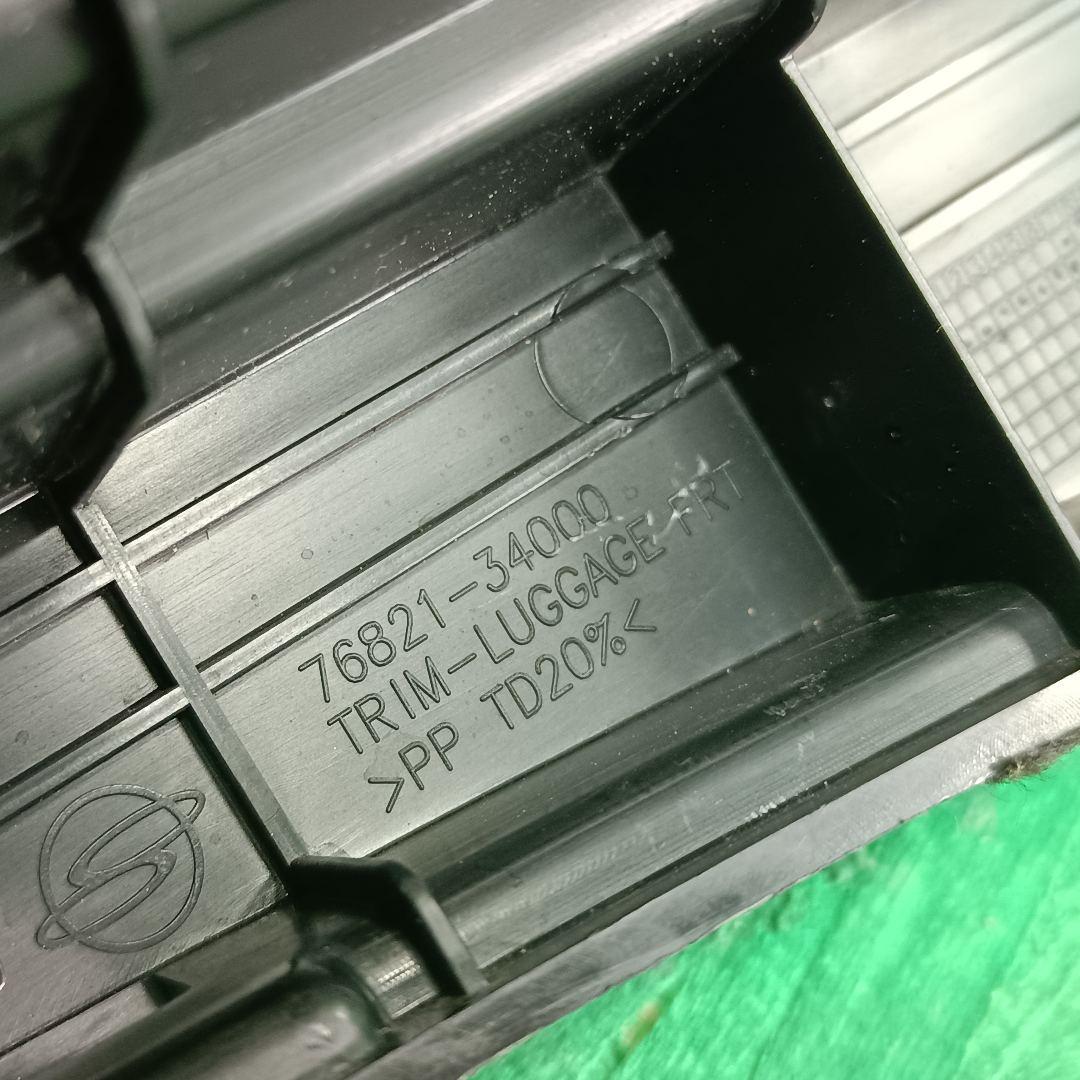 76821-34000
TRIM-LUGGAGE FRT
>PP TD20%<